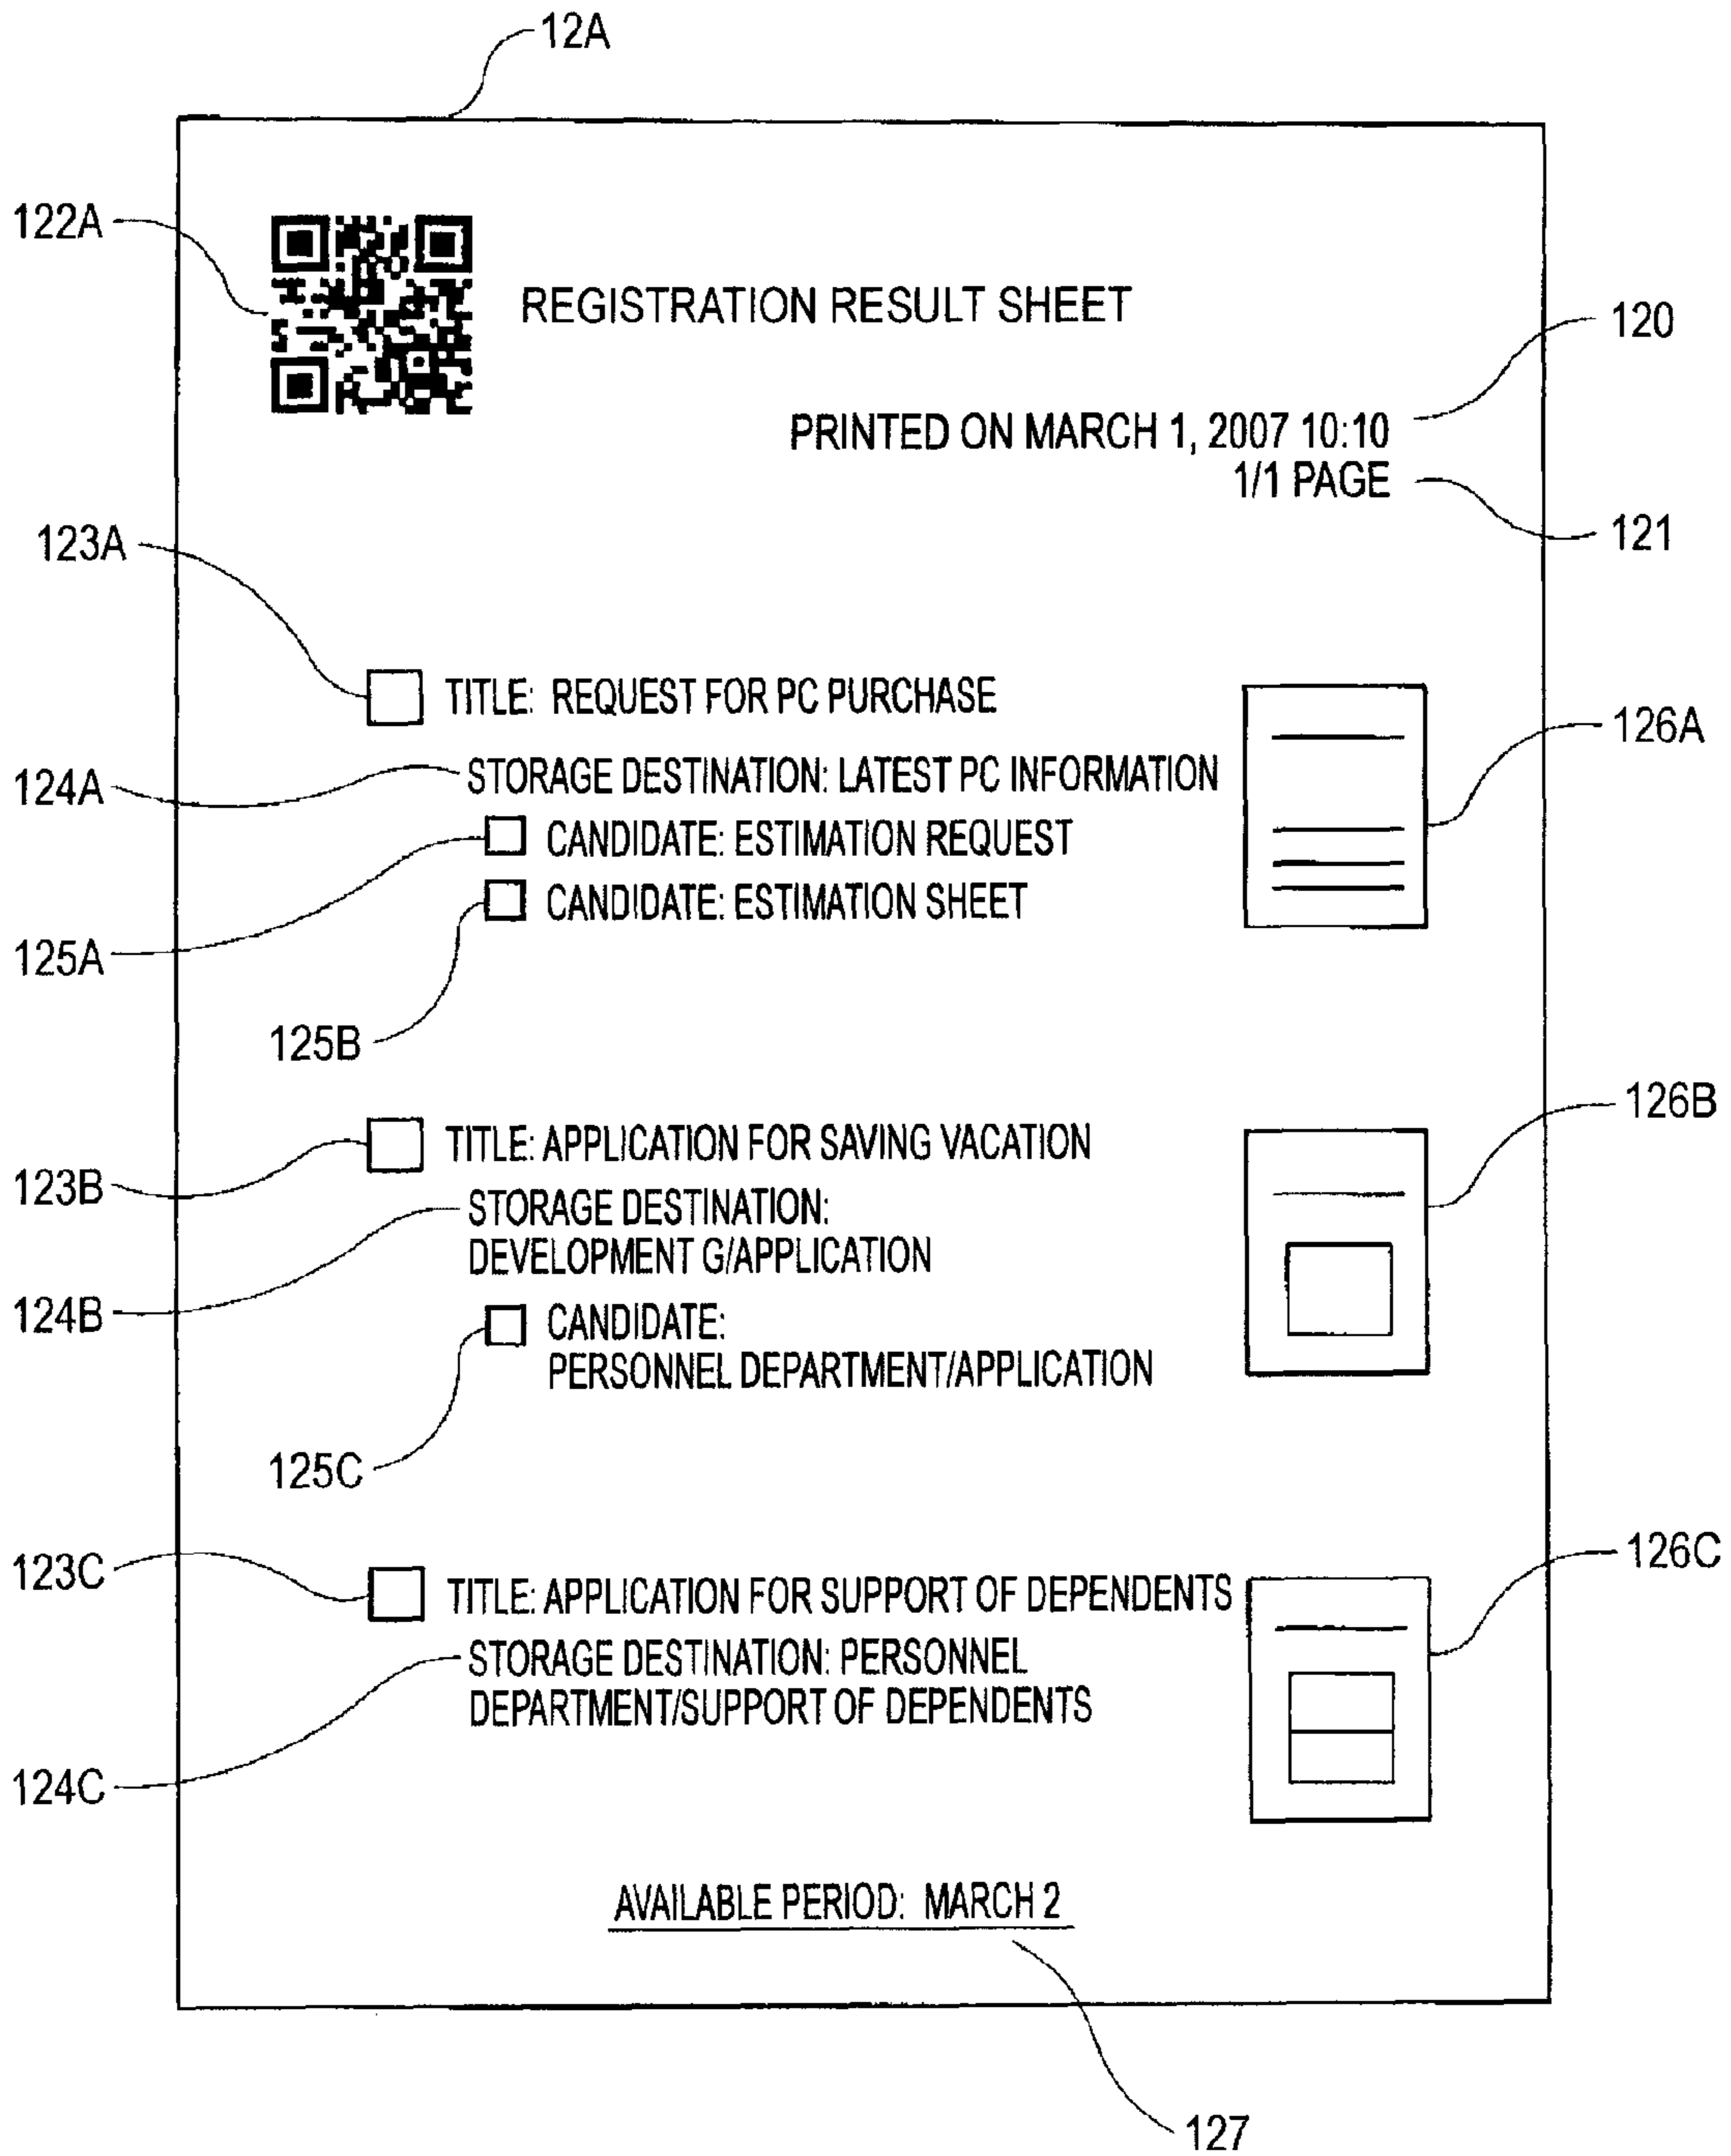 12A
122A
REGISTRATION RESULT SHEET
120
PRINTED ON MARCH 1, 2007 10:10
1/1 PAGE
121
123A
TITLE: REQUEST FOR PC PURCHASE
126A
124A
STORAGE DESTINATION: LATEST PC INFORMATION
CANDIDATE: ESTIMATION REQUEST
CANDIDATE: ESTIMATION SHEET
125A
125B
126B
TITLE: APPLICATION FOR SAVING VACATION
123B
STORAGE DESTINATION:
DEVELOPMENT G/APPLICATION
124B
CANDIDATE:
PERSONNEL DEPARTMENT/APPLICATION
125C
123C
126C
TITLE: APPLICATION FOR SUPPORT OF DEPENDENTS
STORAGE DESTINATION: PERSONNEL
DEPARTMENT/SUPPORT OF DEPENDENTS
124C
AVAILABLE PERIOD: MARCH 2
127